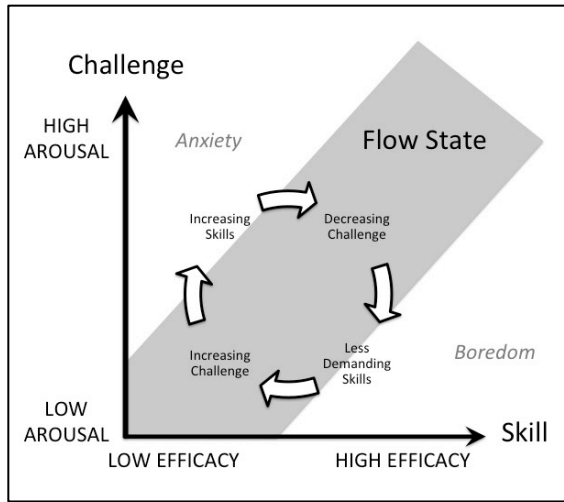 Challenge
HIGH
AROUSAL
Anxiety
Flow State
Increasing
Skills
Decreasing
Challenge
Increasing
Challenge
Less
Demanding
Skills
Boredom
LOW
AROUSAL
Skill
LOW EFFICACY
HIGH EFFICACY